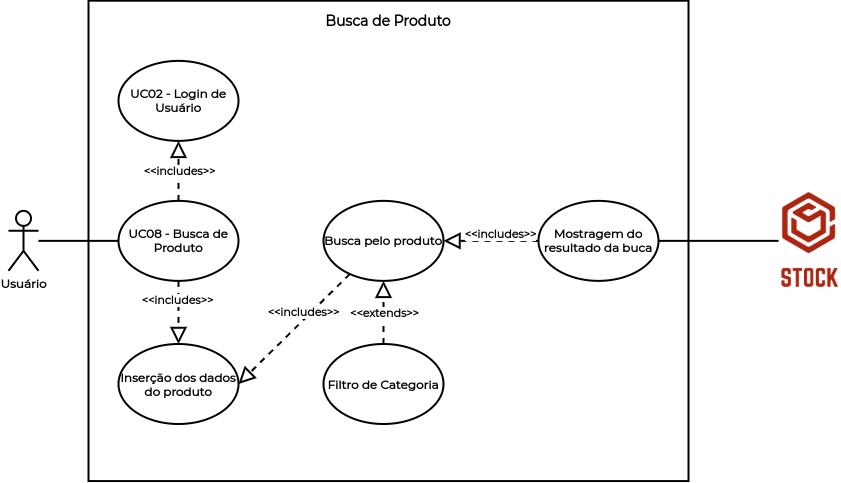 Busca de Produto
UC02 - Login de
Usuário
<<includes>>
UC08 - Busca de
Produto
Busca pelo produto
<<includes>>
Mostragem do
resultado da buca
Usuário
STOCK
<<includes>>
<<includes>>
<<extends>>
Inserção dos dados
do produto
Filtro de Categoria